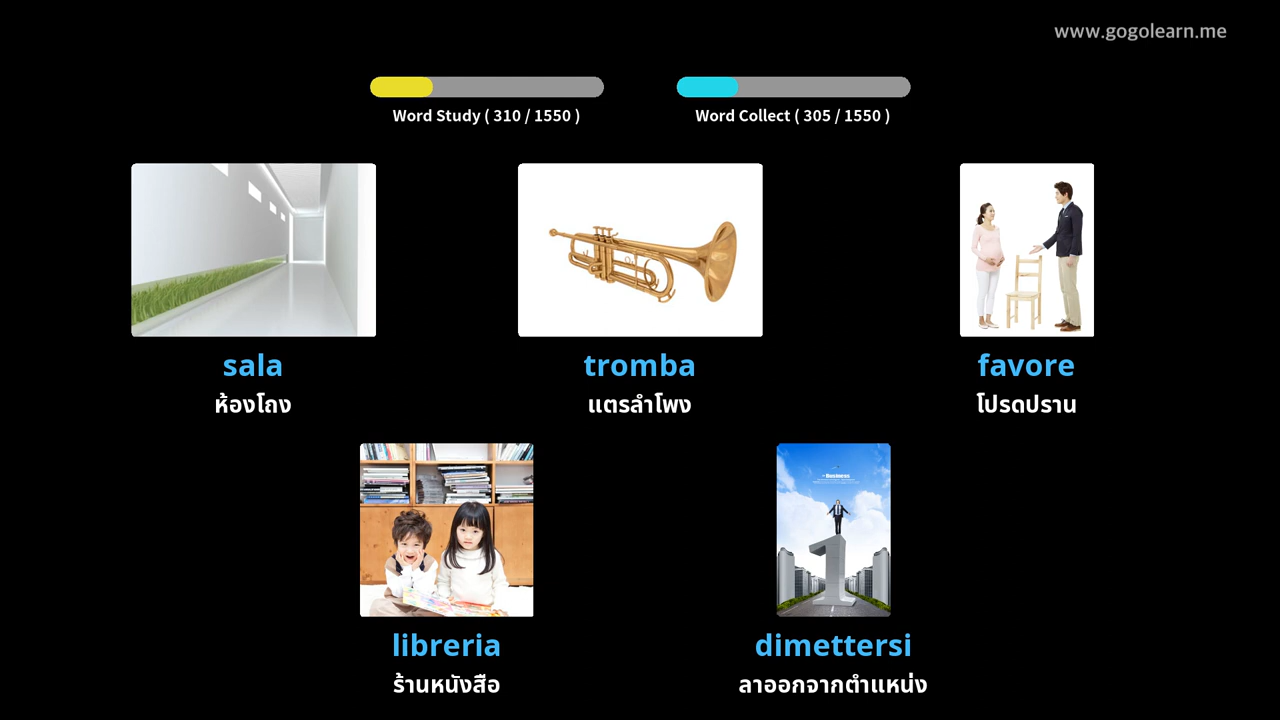 www.gogolearn.me
Word Study ( 310 / 1550 )
Word Collect ( 305 / 1550 )
sala
tromba
favore
ห้องโถง
แตรลำโพง
โปรดปราน
Business
libreria
dimettersi
ร้านหนังสือ
ลาออกจากตำแหน่ง